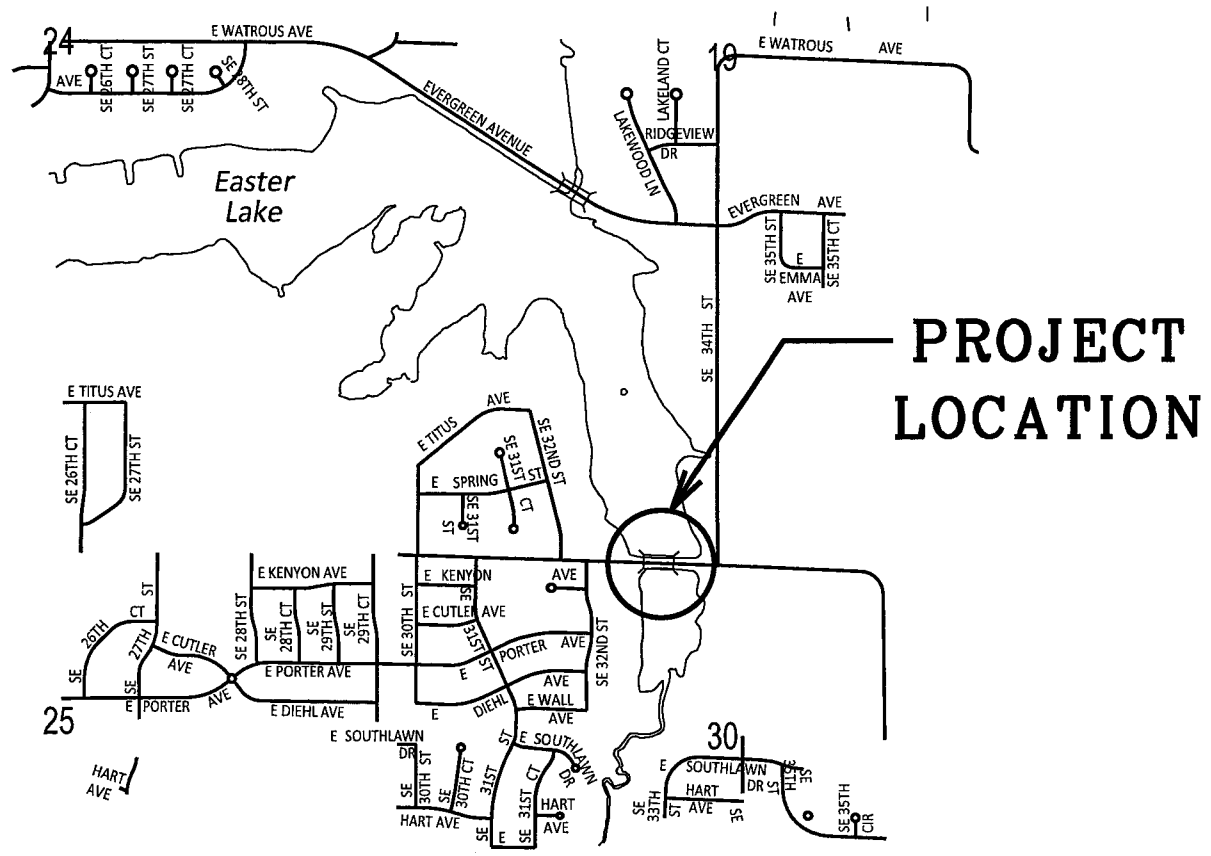 24
E WATROUS AVE
19
E WATROUS AVE
AVE
SE 26TH CT
SE 27TH ST
SE 27TH CT
SE 28TH ST
EVERGREEN AVENUE
LAKEWOOD LN
LAKELAND CT
RIDGEVIEW
DR
Easter
Lake
EVERGREEN AVE
SE 35TH ST
E
EMMA
AVE
SE 35TH CT
SE 34TH ST
PROJECT
LOCATION
E TITUS AVE
SE 26TH CT
SE 27TH ST
E TITUS AVE
SE 32ND ST
SE 31ST
CT
E SPRING ST
SE 31ST
ST
E KENYON AVE
E KENYON
AVE
SE 28TH ST
SE
28TH CT
SE
29TH ST
SE
29TH CT
SE 30TH ST
E CUTLER AVE
SE
31ST ST
SE 32ND ST
SE 26TH CT
SE 27TH ST
E CUTLER
AVE
E PORTER AVE
E PORTER AVE
E PORTER AVE
E DIEHL AVE
E DIEHL AVE
E WALL
AVE
25
HART
AVE
E SOUTHLAWN
DR
SE
30TH ST
SE
30TH CT
HART AVE
SE 31ST ST
E SOUTHLAWN
DR
SE 31ST CT
HART
AVE
E
30
E SOUTHLAWN
DR
SE
33TH
ST
HART
AVE
SE
SE
35TH
ST
SE 35TH
CIR